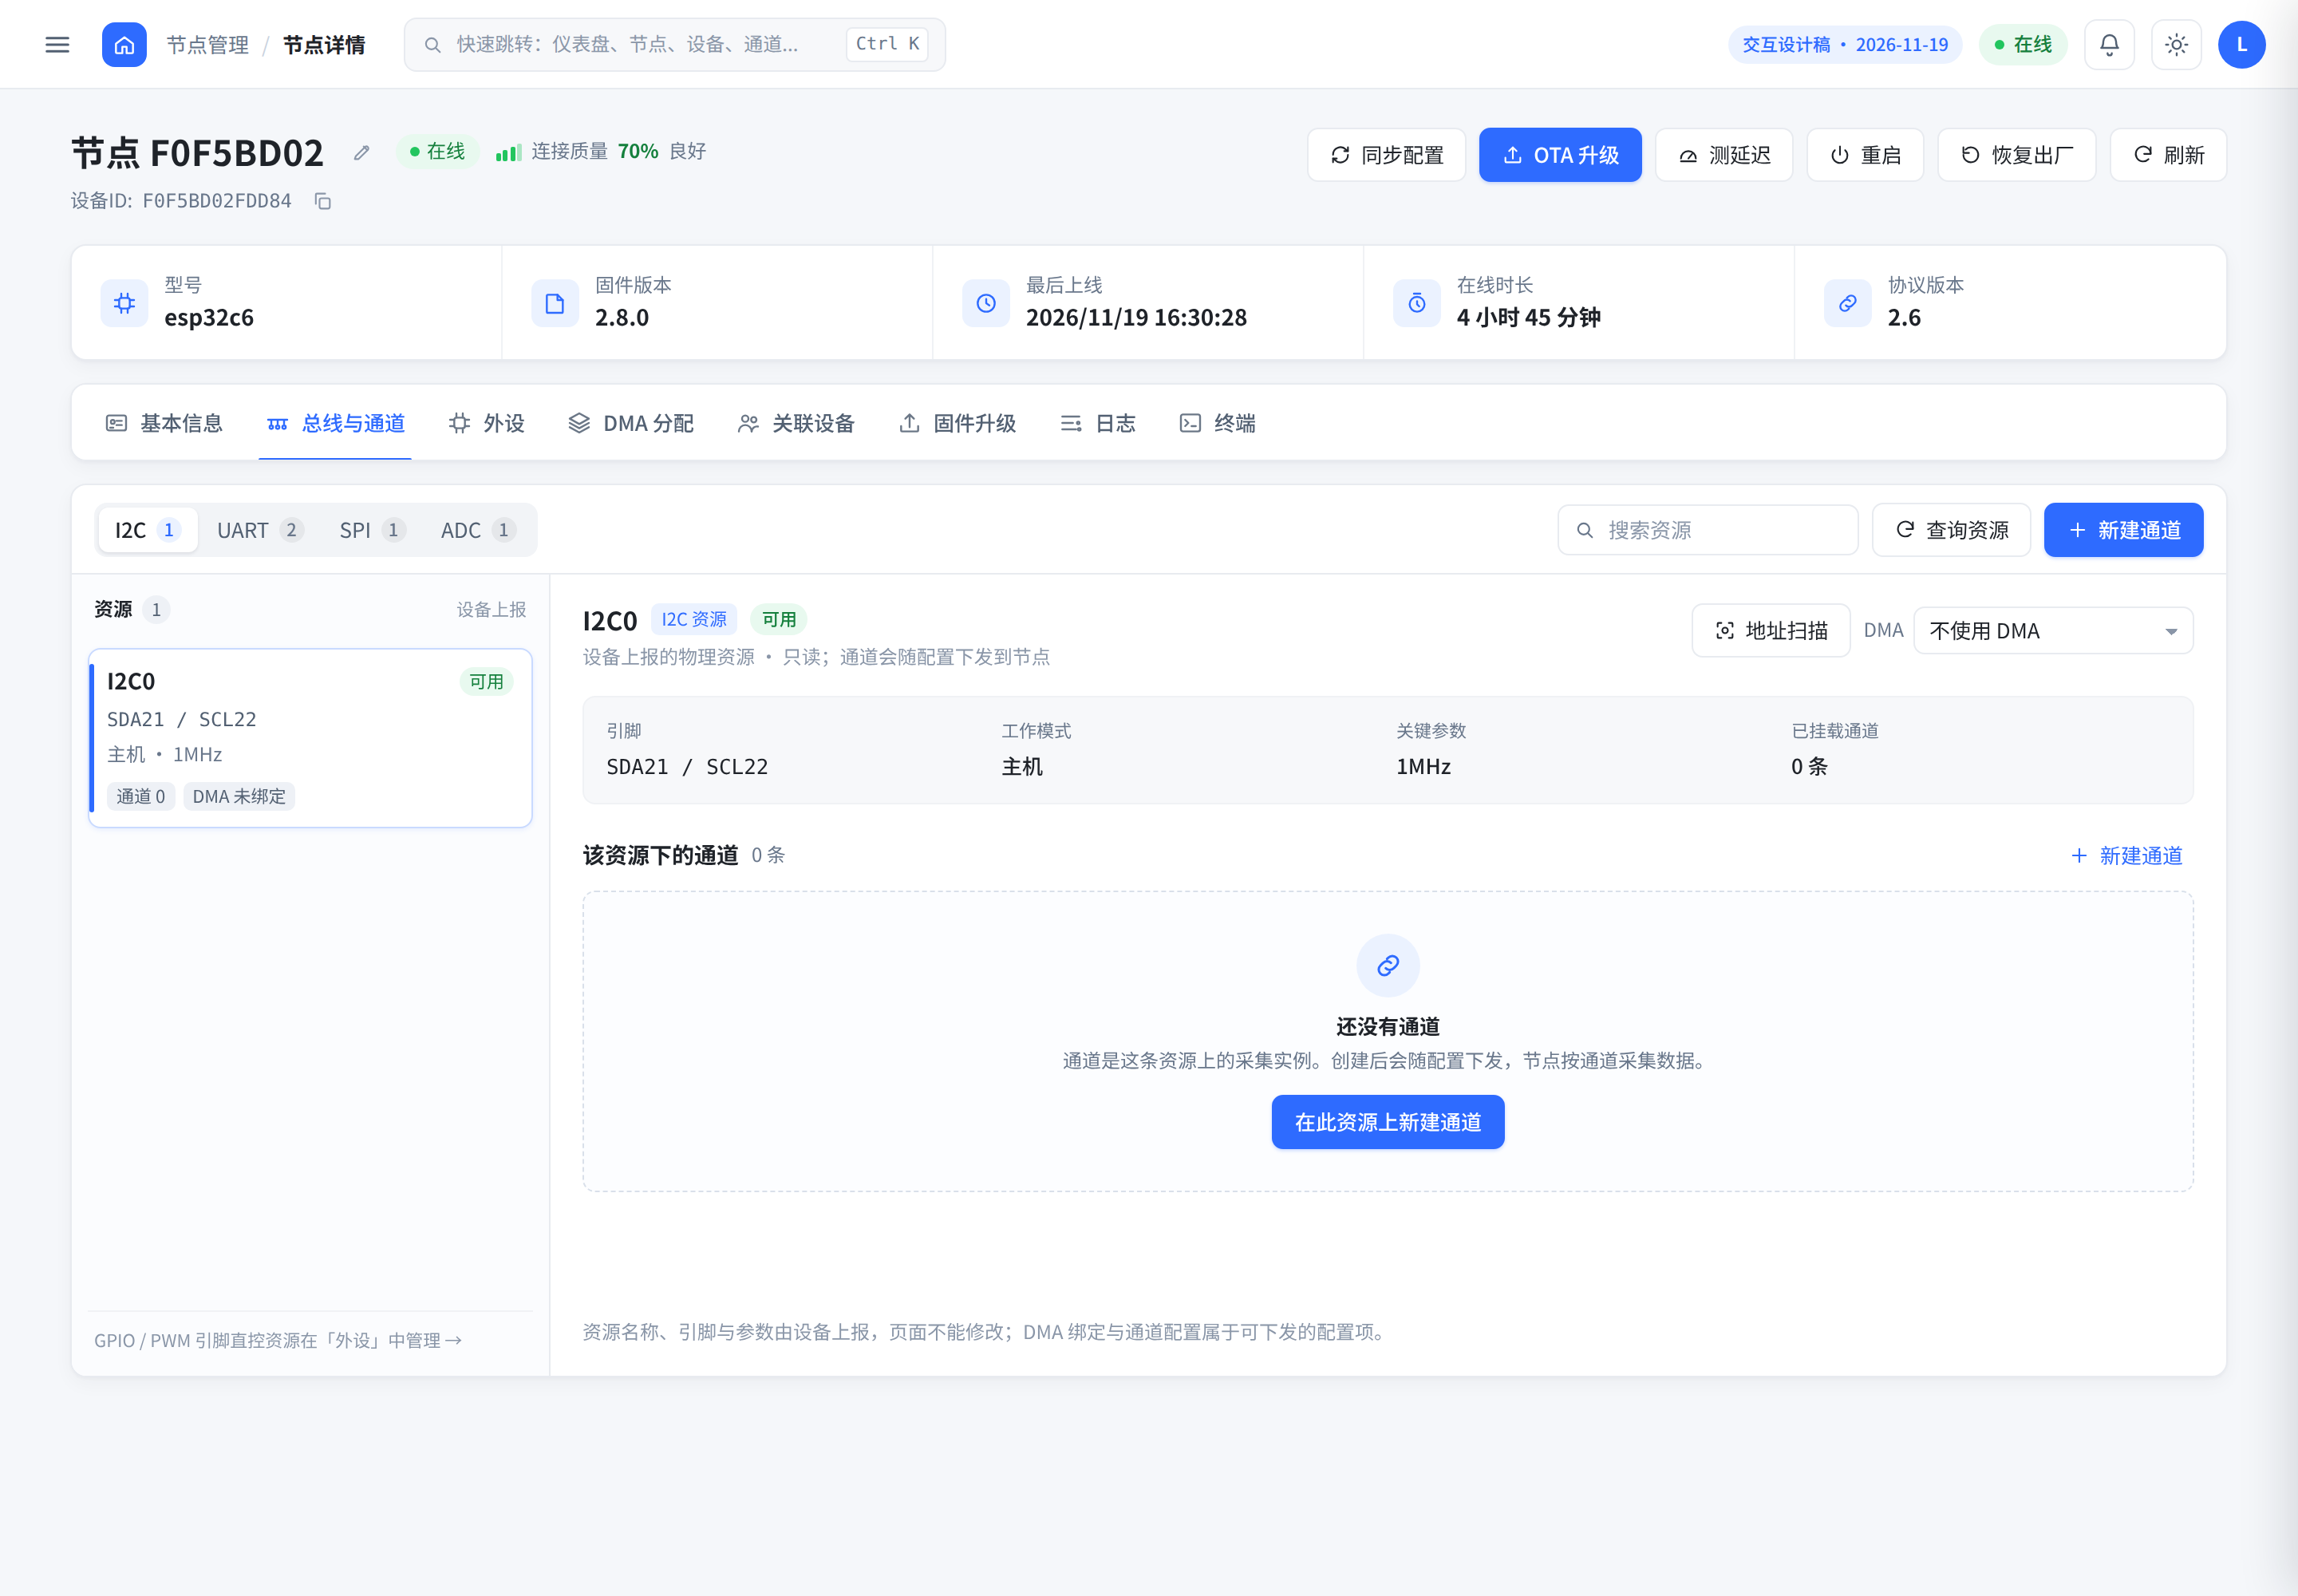 节点管理 / 节点详情
快速跳转：仪表盘、节点、设备、通道... Ctrl K
交互设计稿 • 2026-11-19
在线
L
节点 F0F5BD02
在线
连接质量 70% 良好
设备ID: F0F5BD02FDD84
同步配置
OTA 升级
测延迟
重启
恢复出厂
刷新
型号
esp32c6
固件版本
2.8.0
最后上线
2026/11/19 16:30:28
在线时长
4 小时 45 分钟
协议版本
2.6
基本信息
总线与通道
外设
DMA 分配
关联设备
固件升级
日志
终端
I2C 1
UART 2
SPI 1
ADC 1
搜索资源
查询资源
新建通道
资源 1
设备上报
I2C0
可用
SDA21 / SCL22
主机 • 1MHz
通道 0
DMA 未绑定
GPIO / PWM 引脚直控资源在「外设」中管理 →
I2C0
I2C 资源
可用
设备上报的物理资源 • 只读；通道会随配置下发到节点
地址扫描
DMA
不使用 DMA
引脚
SDA21 / SCL22
工作模式
主机
关键参数
1MHz
已挂载通道
0 条
该资源下的通道 0 条
新建通道
还没有通道
通道是这条资源上的采集实例。创建后会随配置下发，节点按通道采集数据。
在此资源上新建通道
资源名称、引脚与参数由设备上报，页面不能修改；DMA 绑定与通道配置属于可下发的配置项。